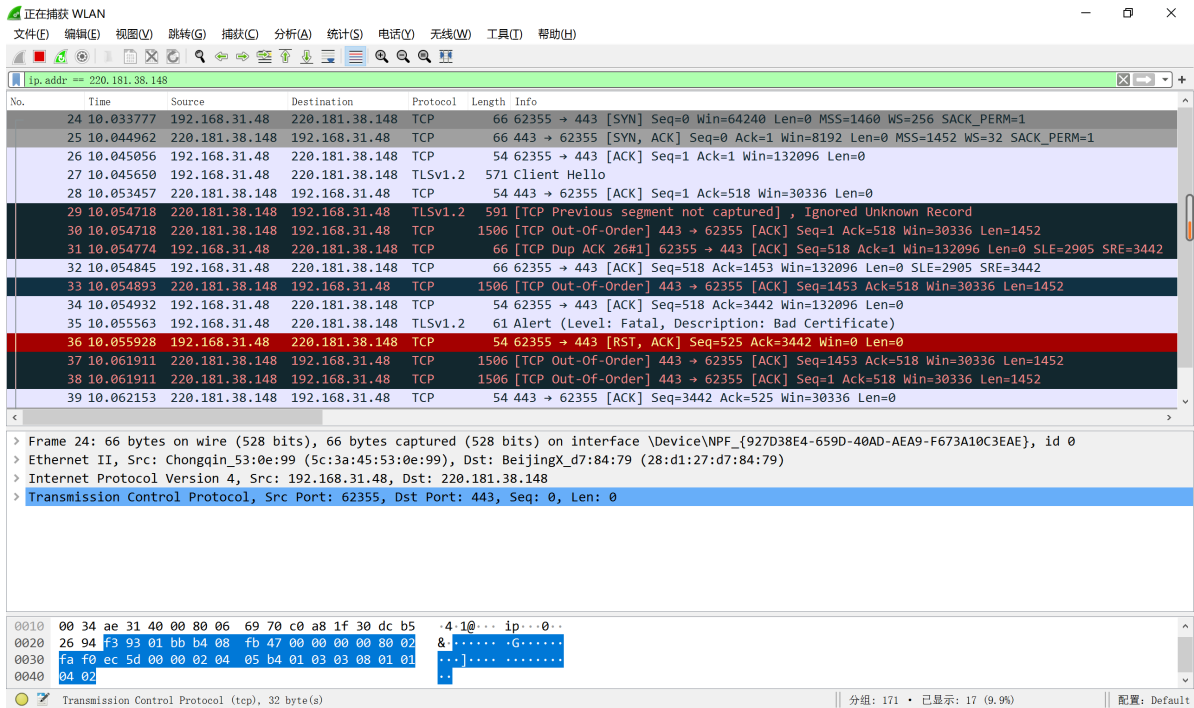 正在捕获 WLAN
文件(F) 编辑(E) 视图(V) 跳转(G) 捕获(C) 分析(A) 统计(S) 电话(Y) 无线(W) 工具(T) 帮助(H)
ip.addr == 220.181.38.148
No. Time Source Destination Protocol Length Info
24 10.033777 192.168.31.48 220.181.38.148 TCP 66 62355 → 443 [SYN] Seq=0 Win=64240 Len=0 MSS=1460 WS=256 SACK_PERM=1
25 10.044962 220.181.38.148 192.168.31.48 TCP 66 443 → 62355 [SYN, ACK] Seq=0 Ack=1 Win=8192 Len=0 MSS=1452 WS=32 SACK_PERM=1
26 10.045056 192.168.31.48 220.181.38.148 TCP 54 62355 → 443 [ACK] Seq=1 Ack=1 Win=132096 Len=0
27 10.045650 192.168.31.48 220.181.38.148 TLSv1.2 571 Client Hello
28 10.053457 220.181.38.148 192.168.31.48 TCP 54 443 → 62355 [ACK] Seq=1 Ack=518 Win=30336 Len=0
29 10.054718 220.181.38.148 192.168.31.48 TLSv1.2 591 [TCP Previous segment not captured] , Ignored Unknown Record
30 10.054718 220.181.38.148 192.168.31.48 TCP 1506 [TCP Out-Of-Order] 443 → 62355 [ACK] Seq=1 Ack=518 Win=30336 Len=1452
31 10.054774 192.168.31.48 220.181.38.148 TCP 66 [TCP Dup ACK 26#1] 62355 → 443 [ACK] Seq=518 Ack=1 Win=132096 Len=0 SLE=2905 SRE=3442
32 10.054845 192.168.31.48 220.181.38.148 TCP 66 62355 → 443 [ACK] Seq=518 Ack=1453 Win=132096 Len=0 SLE=2905 SRE=3442
33 10.054893 220.181.38.148 192.168.31.48 TCP 1506 [TCP Out-Of-Order] 443 → 62355 [ACK] Seq=1453 Ack=518 Win=30336 Len=1452
34 10.054932 192.168.31.48 220.181.38.148 TCP 54 62355 → 443 [ACK] Seq=518 Ack=3442 Win=132096 Len=0
35 10.055563 192.168.31.48 220.181.38.148 TLSv1.2 61 Alert (Level: Fatal, Description: Bad Certificate)
36 10.055928 192.168.31.48 220.181.38.148 TCP 54 62355 → 443 [RST, ACK] Seq=525 Ack=3442 Win=0 Len=0
37 10.061911 220.181.38.148 192.168.31.48 TCP 1506 [TCP Out-Of-Order] 443 → 62355 [ACK] Seq=1453 Ack=518 Win=30336 Len=1452
38 10.061911 220.181.38.148 192.168.31.48 TCP 1506 [TCP Out-Of-Order] 443 → 62355 [ACK] Seq=1 Ack=518 Win=30336 Len=1452
39 10.062153 220.181.38.148 192.168.31.48 TCP 54 443 → 62355 [ACK] Seq=3442 Ack=525 Win=30336 Len=0
Frame 24: 66 bytes on wire (528 bits), 66 bytes captured (528 bits) on interface \Device\NPF_{927D38E4-659D-40AD-AEA9-F673A10C3EAE}, id 0
Ethernet II, Src: Chongqin_53:0e:99 (5c:3a:45:53:0e:99), Dst: BeijingX_d7:84:79 (28:d1:27:d7:84:79)
Internet Protocol Version 4, Src: 192.168.31.48, Dst: 220.181.38.148
Transmission Control Protocol, Src Port: 62355, Dst Port: 443, Seq: 0, Len: 0
0010 00 34 ae 31 40 00 80 06 69 70 c0 a8 1f 30 dc b5 ·4·1@··· ip···0··
0020 26 94 f3 93 01 bb b4 08 fb 47 00 00 00 00 80 02 &······· ·G······
0030 fa f0 ec 5d 00 00 02 04 05 b4 01 03 03 08 01 01 ···]···· ········
0040 04 02 ··
Transmission Control Protocol (tcp), 32 byte(s) 分组: 171 · 已显示: 17 (9.9%) 配置: Default